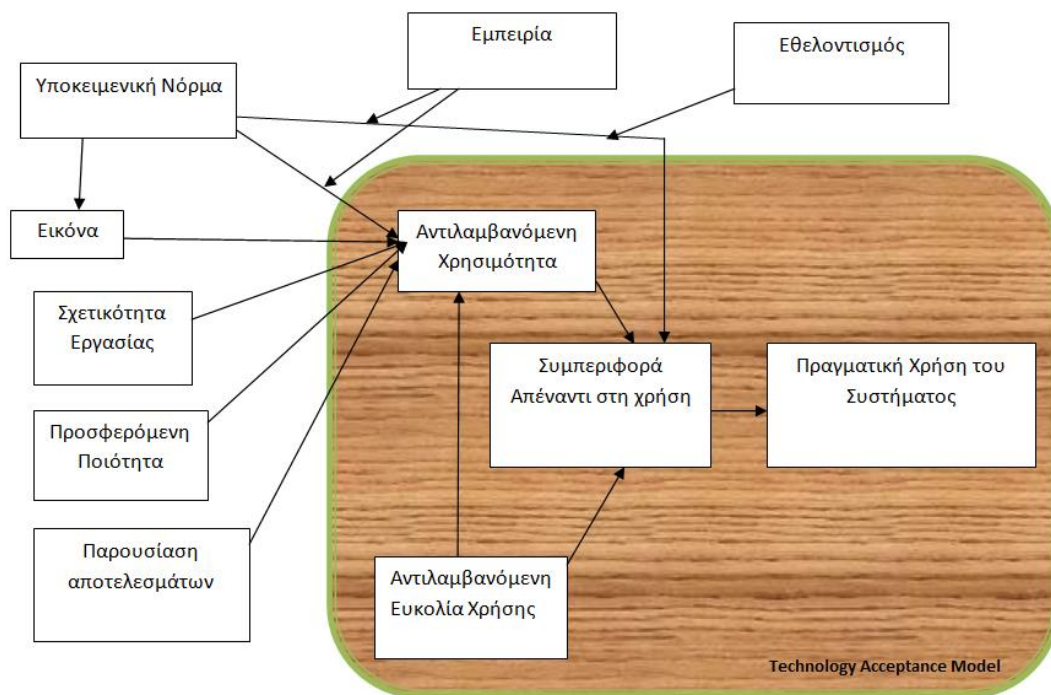 Εμπειρία
Εθελοντισμός
Υποκειμενική Νόρμα
Εικόνα
Αντιλαμβανόμενη
Χρησιμότητα
Σχετικότητα
Εργασίας
Συμπεριφορά
Απέναντι στη χρήση
Πραγματική Χρήση του
Συστήματος
Προσφερόμενη
Ποιότητα
Παρουσίαση
αποτελεσμάτων
Αντιλαμβανόμενη
Ευκολία Χρήσης
Technology Acceptance Model